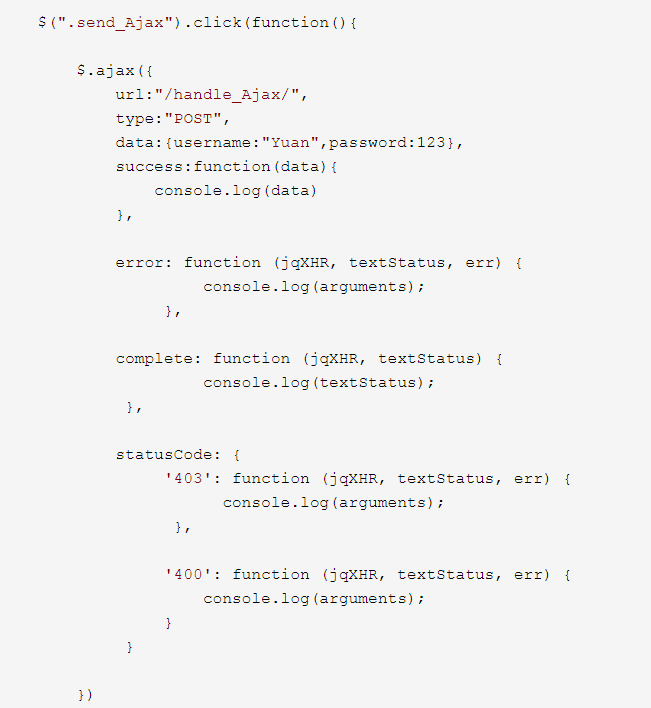 $(".send_Ajax").click(function(){
$.ajax({
url:"/handle_Ajax/",
type:"POST",
data:{username:"Yuan",password:123},
success:function(data){
console.log(data)
},
error: function (jqXHR, textStatus, err) {
console.log(arguments);
},
complete: function (jqXHR, textStatus) {
console.log(textStatus);
},
statusCode: {
'403': function (jqXHR, textStatus, err) {
console.log(arguments);
},
'400': function (jqXHR, textStatus, err) {
console.log(arguments);
}
}
})